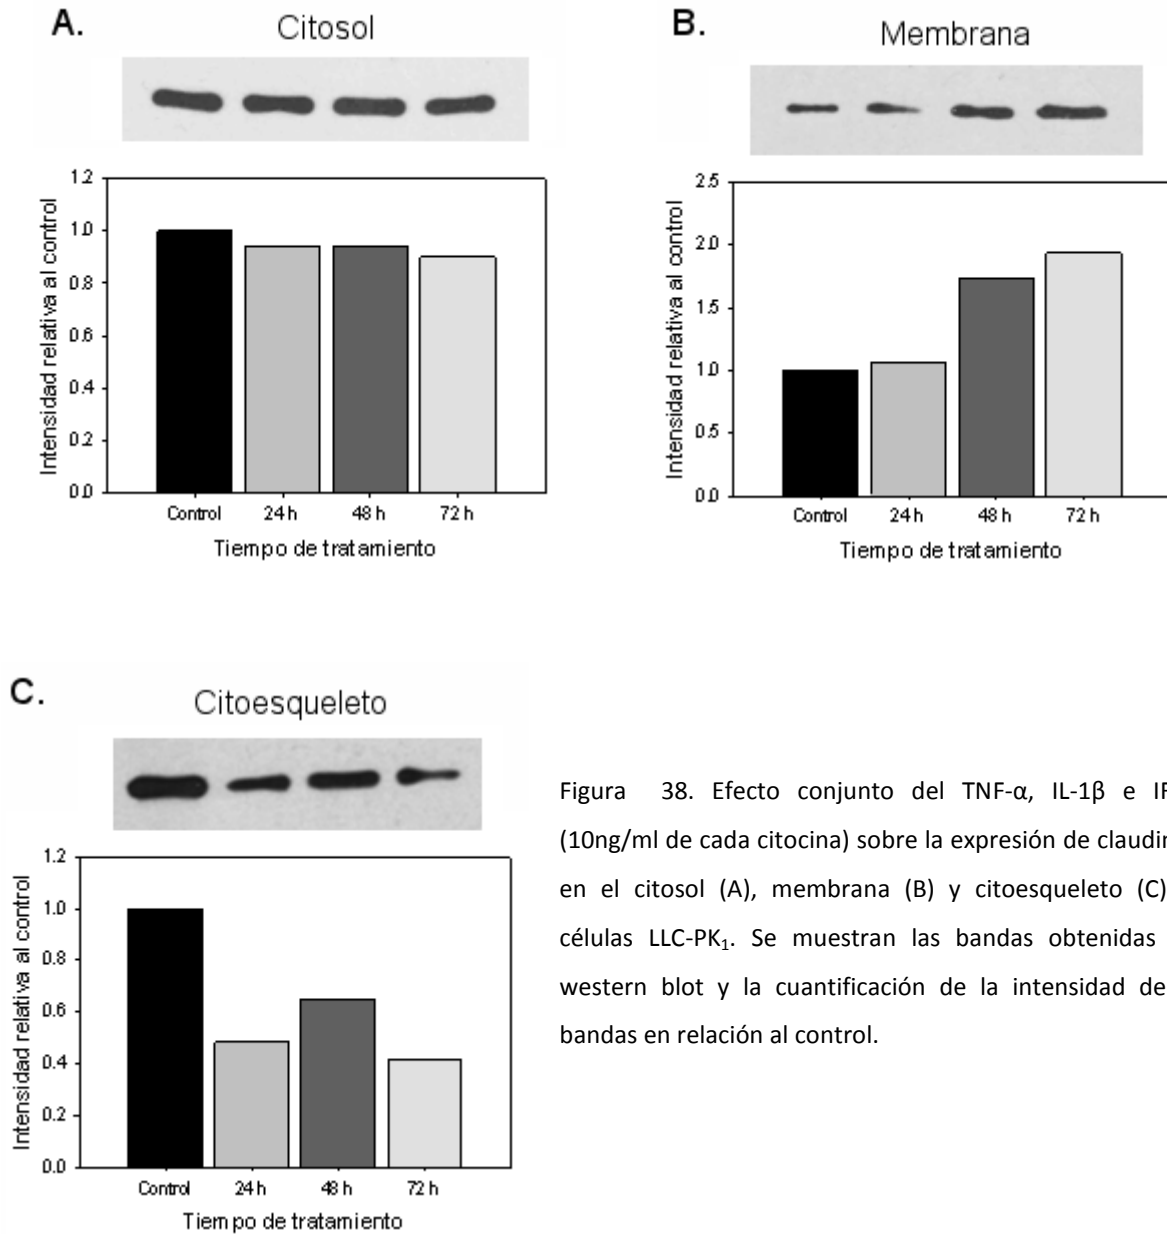 A.
Citosol
Intensidad relativa al control
1.2
1.0
0.8
0.6
0.4
0.2
0.0
Control 24 h 48 h 72 h
Tiempo de tratamiento
B.
Membrana
Intensidad relativa al control
2.5
2.0
1.5
1.0
0.5
0.0
Control 24 h 48 h 72 h
Tiempo de tratamiento
C.
Citoesqueleto
Intensidad relativa al control
1.2
1.0
0.8
0.6
0.4
0.2
0.0
Control 24 h 48 h 72 h
Tiempo de tratamiento
Figura 38. Efecto conjunto del TNF-α, IL-1β e
(10ng/ml de cada citocina) sobre la expresión de
en el citosol (A), membrana (B) y citoesqueleto (C)
células LLC-PK₁. Se muestran las bandas obtenidas
western blot y la cuantificación de la intensidad de
bandas en relación al control.